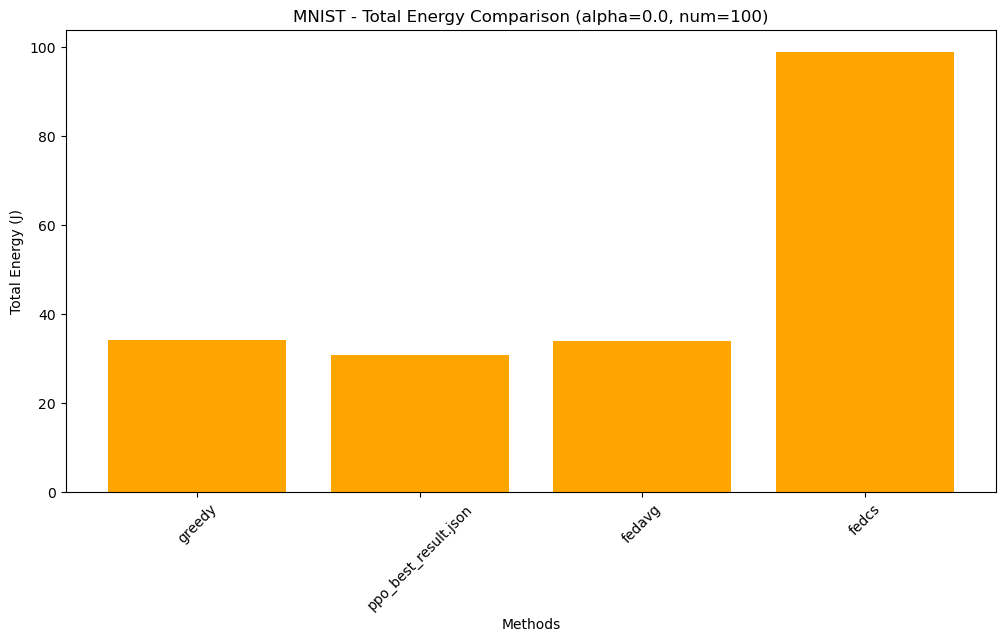 MNIST - Total Energy Comparison (alpha=0.0, num=100)
Total Energy (J)
100
80
60
40
20
0
greedy
ppo_best_result.json
fedavg
fedcs
Methods